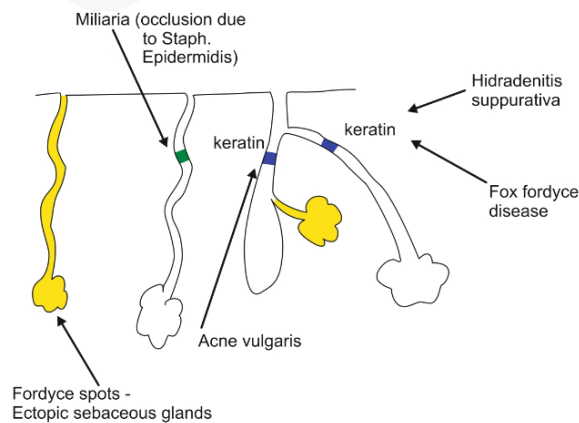 Miliaria (occlusion due
to Staph.
Epidermidis)
Hidradenitis
suppurativa
keratin
keratin
Fox fordyce
disease
Acne vulgaris
Fordyce spots -
Ectopic sebaceous glands